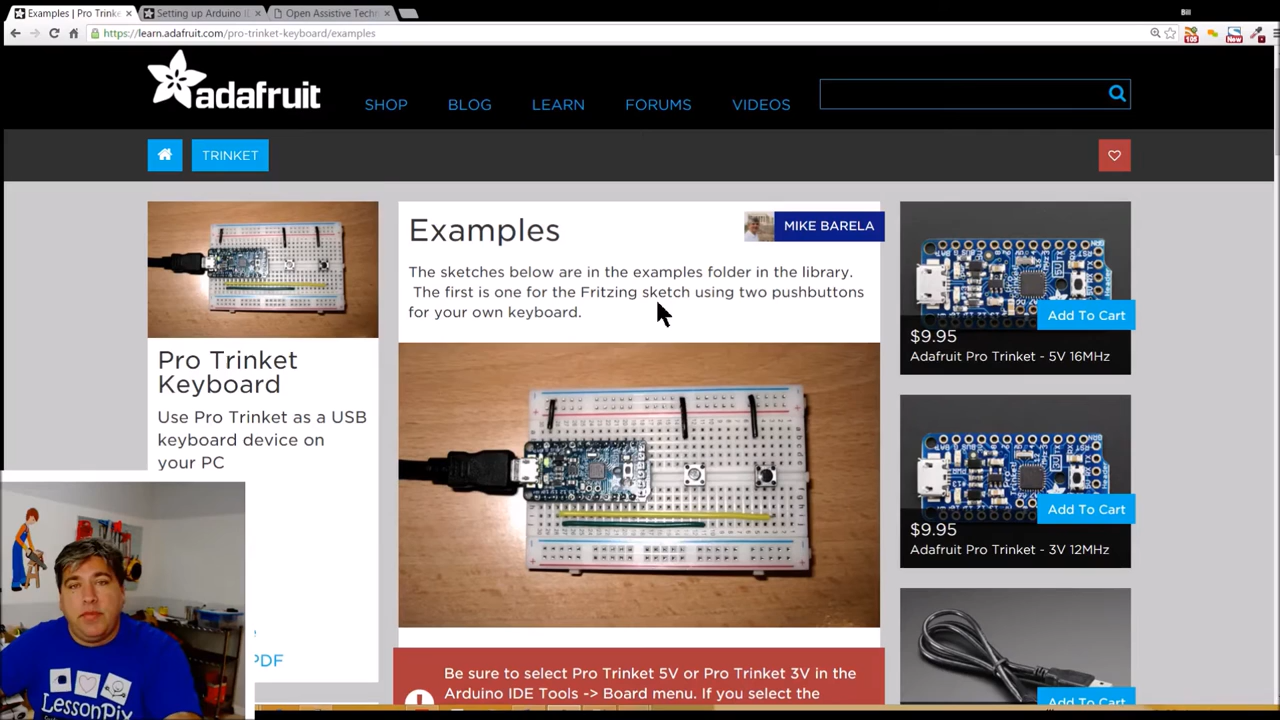 Examples | Pro Trinke
Setting up Arduino I
Open Assistive Techn
Bill
https://learn.adafruit.com/pro-trinket-keyboard/examples
adafruit
SHOP
BLOG
LEARN
FORUMS
VIDEOS
TRINKET
Examples
MIKE BARELA
The sketches below are in the examples folder in the library.
The first is one for the Fritzing sketch using two pushbuttons
for your own keyboard.
Pro Trinket
Keyboard
Use Pro Trinket as a USB
keyboard device on
your PC
Add To Cart
$9.95
Adafruit Pro Trinket - 5V 16MHz
Add To Cart
$9.95
Adafruit Pro Trinket - 3V 12MHz
Add To Cart
PDF
Be sure to select Pro Trinket 5V or Pro Trinket 3V in the
Arduino IDE Tools -> Board menu. If you select the
LessonPix